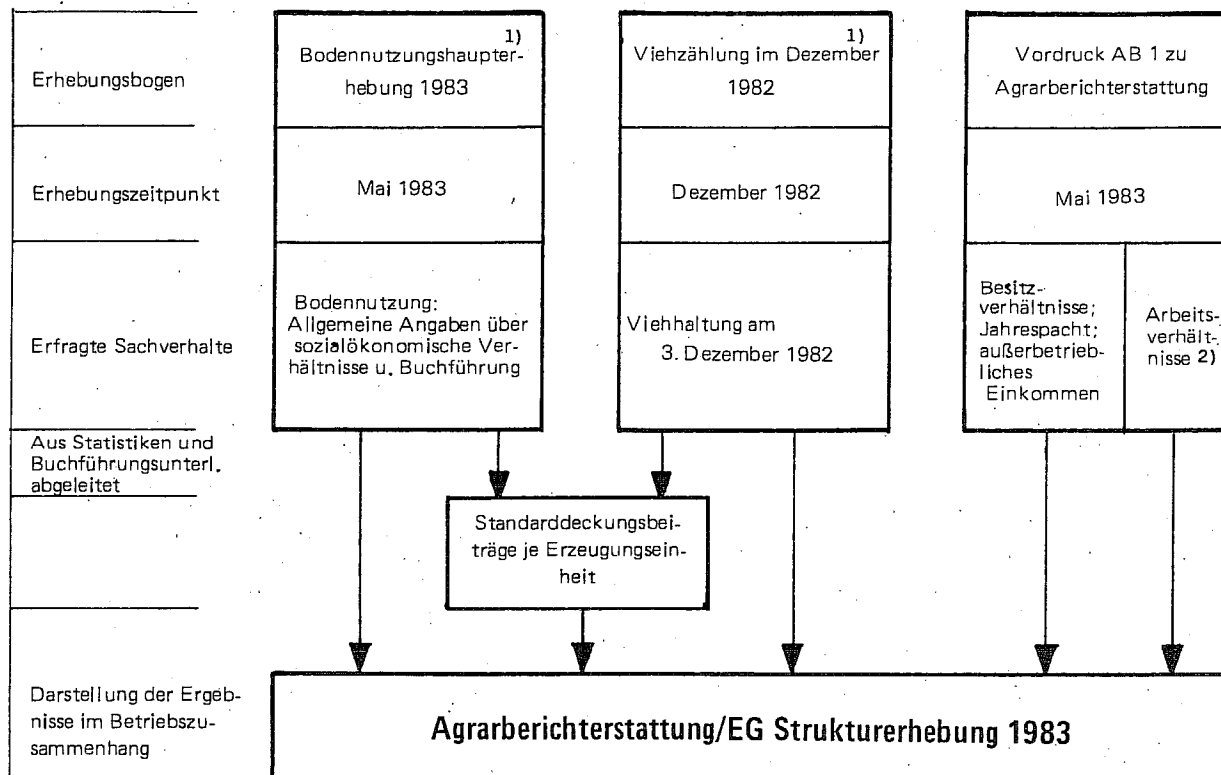 Erhebungsbogen
1)
Bodennutzungshaupter-
hebung 1983
1)
Viehzählung im Dezember
1982
Vordruck AB 1 zu
Agrarberichterstattung
Erhebungszeitpunkt
Mai 1983
Dezember 1982
Mai 1983
Erfragte Sachverhalte
Bodennutzung:
Allgemeine Angaben über
sozialökonomische Ver-
hältnisse u. Buchführung
Viehhaltung am
3. Dezember 1982
Besitz-
verhältnisse;
Jahrespacht;
außerbetrieb-
liches
Einkommen
Arbeits-
verhält-
nisse 2)
Aus Statistiken und
Buchführungsunterl.
abgeleitet
Standarddeckungsbei-
träge je Erzeugungsein-
heit
Darstellung der Ergeb-
nisse im Betriebszu-
sammenhang
Agrarberichterstattung/EG Strukturerhebung 1983